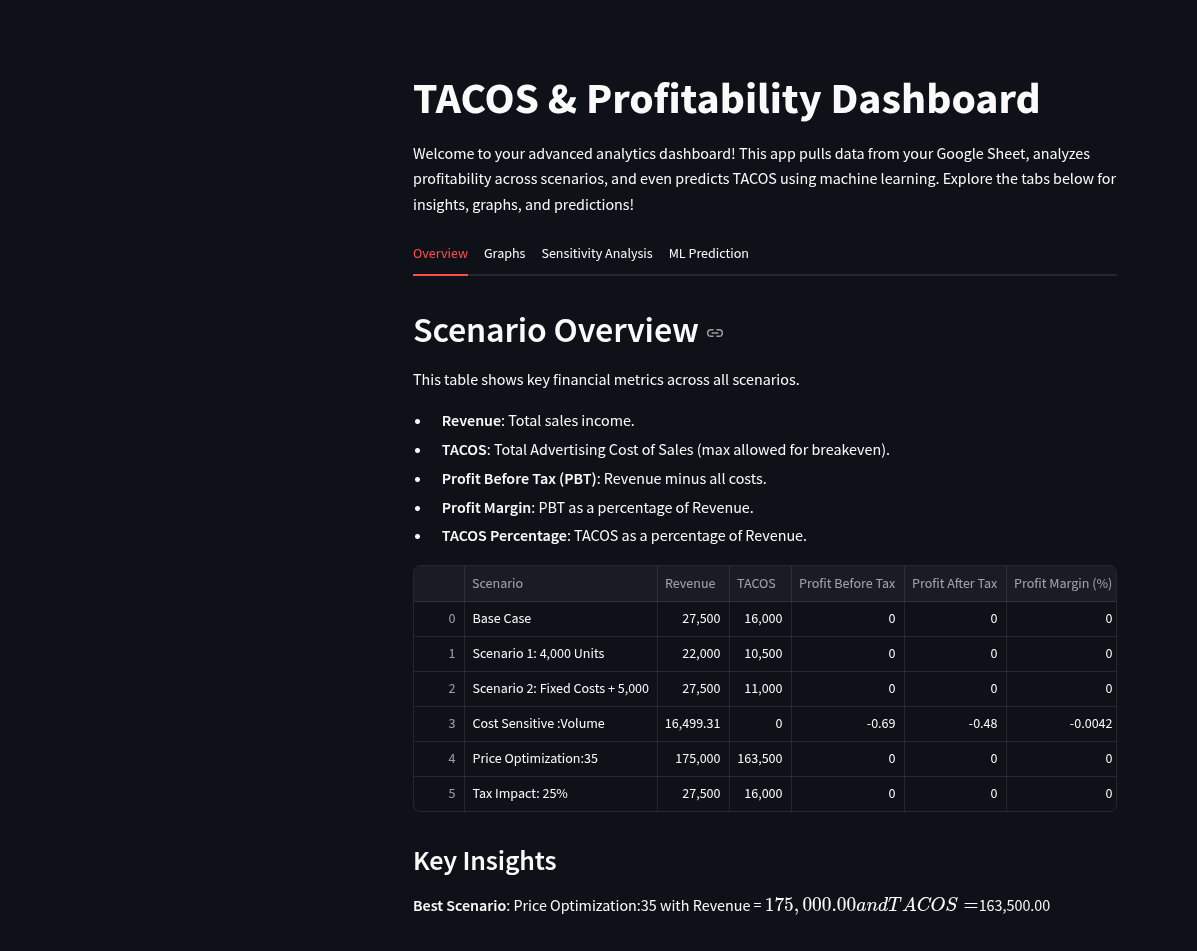 TACOS & Profitability Dashboard
Welcome to your advanced analytics dashboard! This app pulls data from your Google Sheet, analyzes
profitability across scenarios, and even predicts TACOS using machine learning. Explore the tabs below for
insights, graphs, and predictions!
Overview Graphs Sensitivity Analysis ML Prediction
Scenario Overview
This table shows key financial metrics across all scenarios.
• Revenue: Total sales income.
• TACOS: Total Advertising Cost of Sales (max allowed for breakeven).
• Profit Before Tax (PBT): Revenue minus all costs.
• Profit Margin: PBT as a percentage of Revenue.
• TACOS Percentage: TACOS as a percentage of Revenue.
Scenario Revenue TACOS Profit Before Tax Profit After Tax Profit Margin (%)
0 Base Case 27,500 16,000 0 0 0
1 Scenario 1: 4,000 Units 22,000 10,500 0 0 0
2 Scenario 2: Fixed Costs + 5,000 27,500 11,000 0 0 0
3 Cost Sensitive :Volume 16,499.31 0 -0.69 -0.48 -0.0042
4 Price Optimization:35 175,000 163,500 0 0 0
5 Tax Impact: 25% 27,500 16,000 0 0 0
Key Insights
Best Scenario: Price Optimization:35 with Revenue = 175,000.00andTACOS =163,500.00